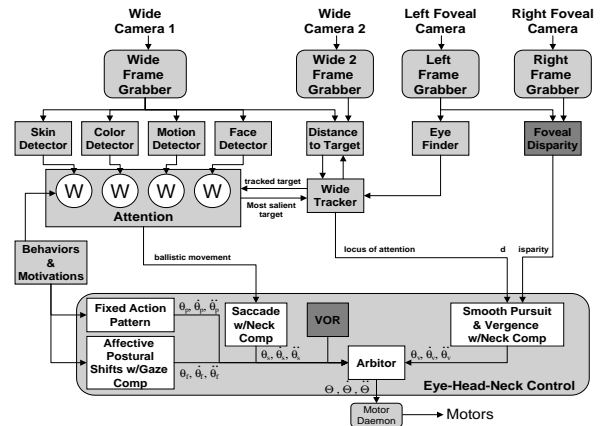 Wide
Camera 1
Wide
Camera 2
Left Foveal
Camera
Right Foveal
Camera
Wide
Frame
Grabber
Wide 2
Frame
Grabber
Left
Frame
Grabber
Right
Frame
Grabber
Skin
Detector
Color
Detector
Motion
Detector
Face
Detector
Distance
to Target
Eye
Finder
Foveal
Disparity
W
W
W
W
Attention
tracked target
Most salient
target
Wide
Tracker
Behaviors &
Motivations
ballistic movement
locus of attention
d isparity
Fixed Action
Pattern
θp, θ̇p, θ̈p
Saccade
w/Neck
Comp
VOR
Smooth Pursuit
& Vergence
w/Neck Comp
Affective
Postural
Shifts w/Gaze
Comp
θf, θ̇f, θ̈f
θs, θ̇s, θ̈s
Arbitor
θv, θ̇v, θ̈v
Θ, Θ̇, Θ̈
Eye-Head-Neck Control
Motor
Daemon
Motors